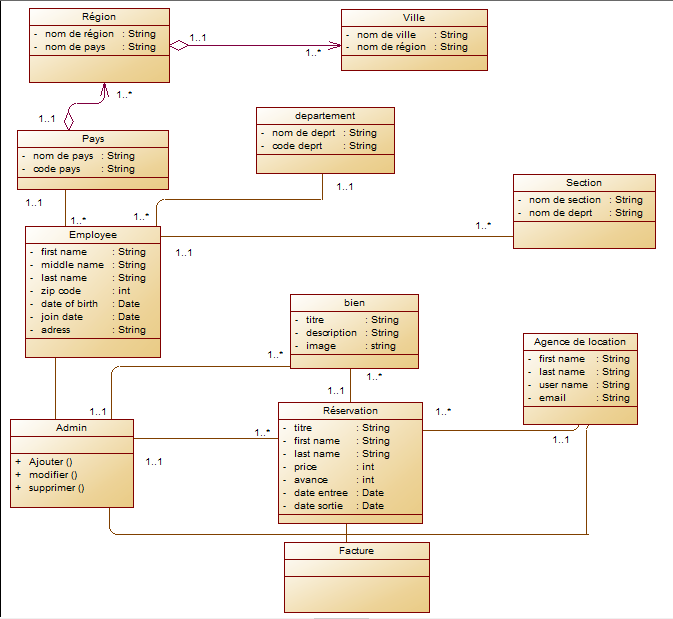 Région
- nom de région : String
- nom de pays : String
1..1
1..*
Ville
- nom de ville : String
- nom de région : String
1..*
1..1
Pays
- nom de pays : String
- code pays : String
departement
- nom de deprt : String
- code deprt : String
1..1
Section
- nom de section : String
- nom de deprt : String
1..1
1..*
1..*
1..*
1..1
Employee
- first name : String
- middle name : String
- last name : String
- zip code : int
- date of birth : Date
- join date : Date
- adress : String
bien
- titre : String
- description : String
- image : string
Agence de location
- first name : String
- last name : String
- user name : String
- email : String
1..*
1..*
1..1
1..1
Réservation
- titre : String
- first name : String
- last name : String
- price : int
- avance : int
- date entree : Date
- date sortie : Date
1..*
1..1
1..*
1..1
Admin
+ Ajouter ()
+ modifier ()
+ supprimer ()
Facture